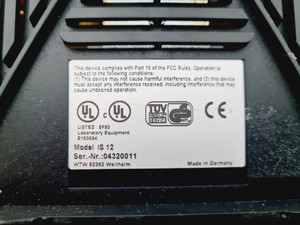 This device complies with Part 15 of the FCC Rules. Operation is
subject to the following conditions:
(1) This device may not cause harmful interference, and (2) this device
must accept any interference received, including interference that may
cause undesired operation.
UL UL TÜV CE
LISTED
Laboratory Equipment
Model IS 12
Ser.-Nr.:04320011
WTW 82362 Weilheim
Made in Germany